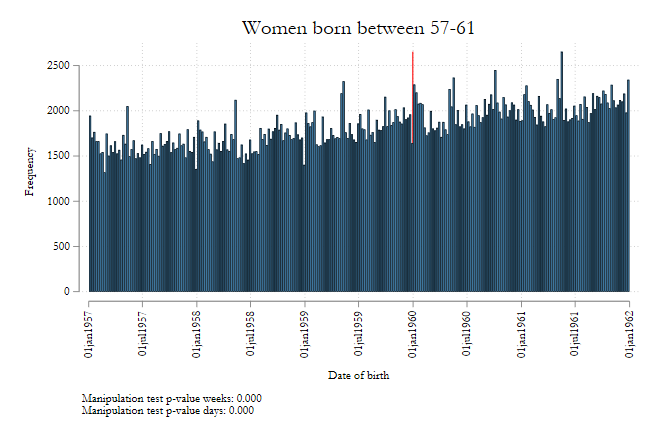 Women born between 57-61
Frequency
2500
2000
1500
1000
500
0
01jan1957
01jul1957
01jan1958
01jul1958
01jan1959
01jul1959
01jan1960
01jul1960
01jan1961
01jul1961
01jan1962
Date of birth
Manipulation test p-value weeks: 0.000
Manipulation test p-value days: 0.000